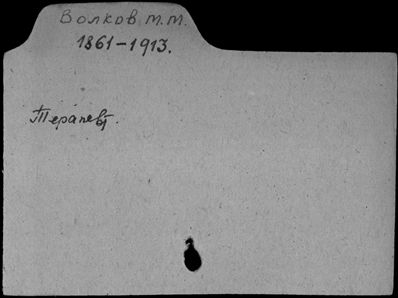 Волков М.М.
1861-1913.
Терапевт.